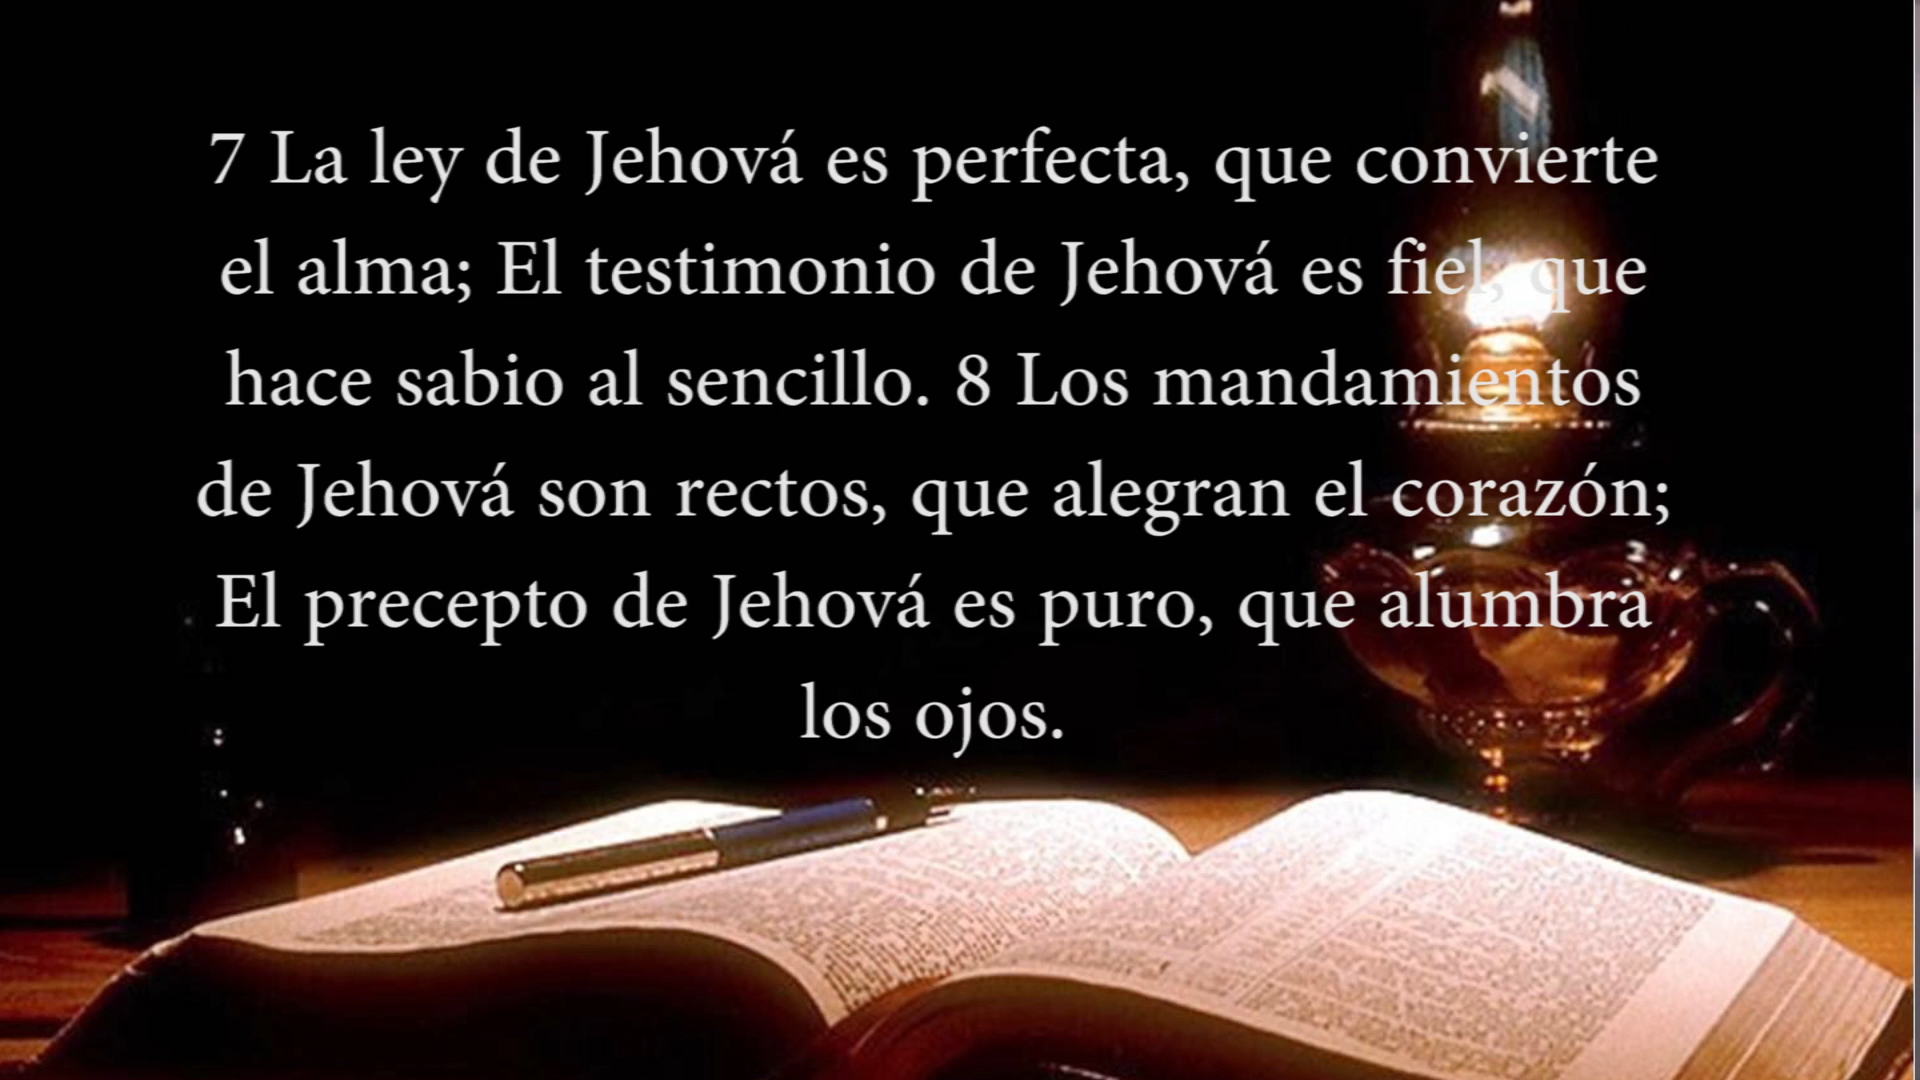 7 La ley de Jehová es perfecta, que convierte
el alma; El testimonio de Jehová es fiel, que
hace sabio al sencillo. 8 Los mandamientos
de Jehová son rectos, que alegran el corazón;
El precepto de Jehová es puro, que alumbra
los ojos.